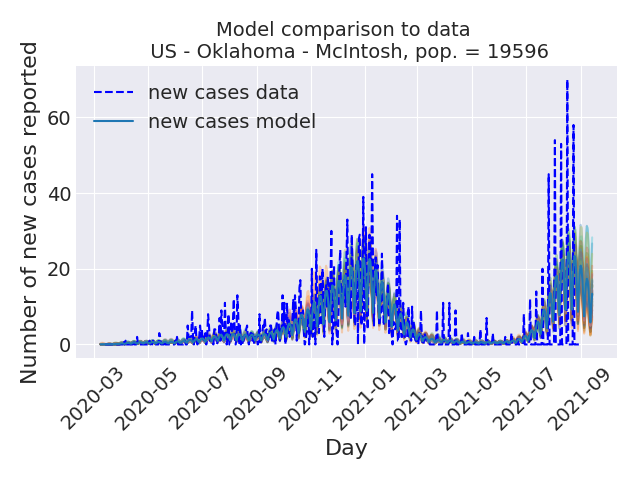 Model comparison to data
US - Oklahoma - McIntosh, pop. = 19596
Number of new cases reported
new cases data
new cases model
60
40
20
0
2020-03
2020-05
2020-07
2020-09
2020-11
2021-01
2021-03
2021-05
2021-07
2021-09
Day